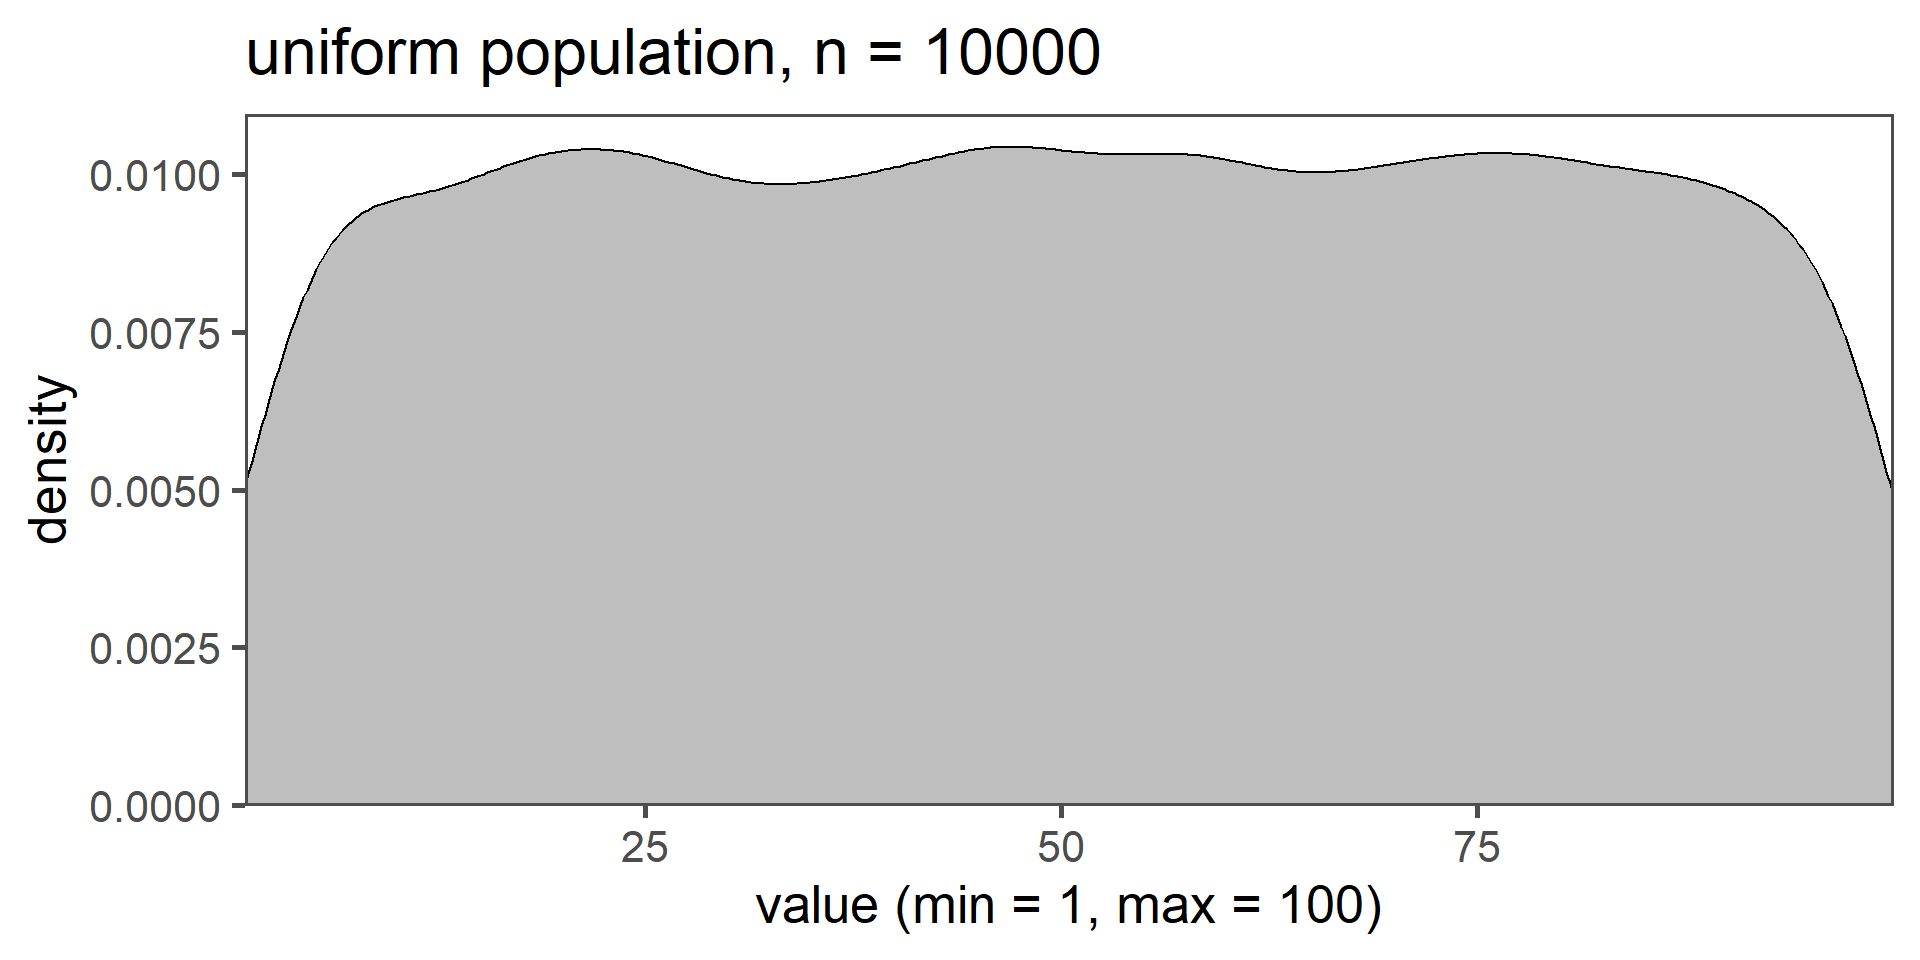 uniform population, n = 10000
0.0100
0.0075
0.0050
0.0025
0.0000
density
25 50 75
value (min = 1, max = 100)